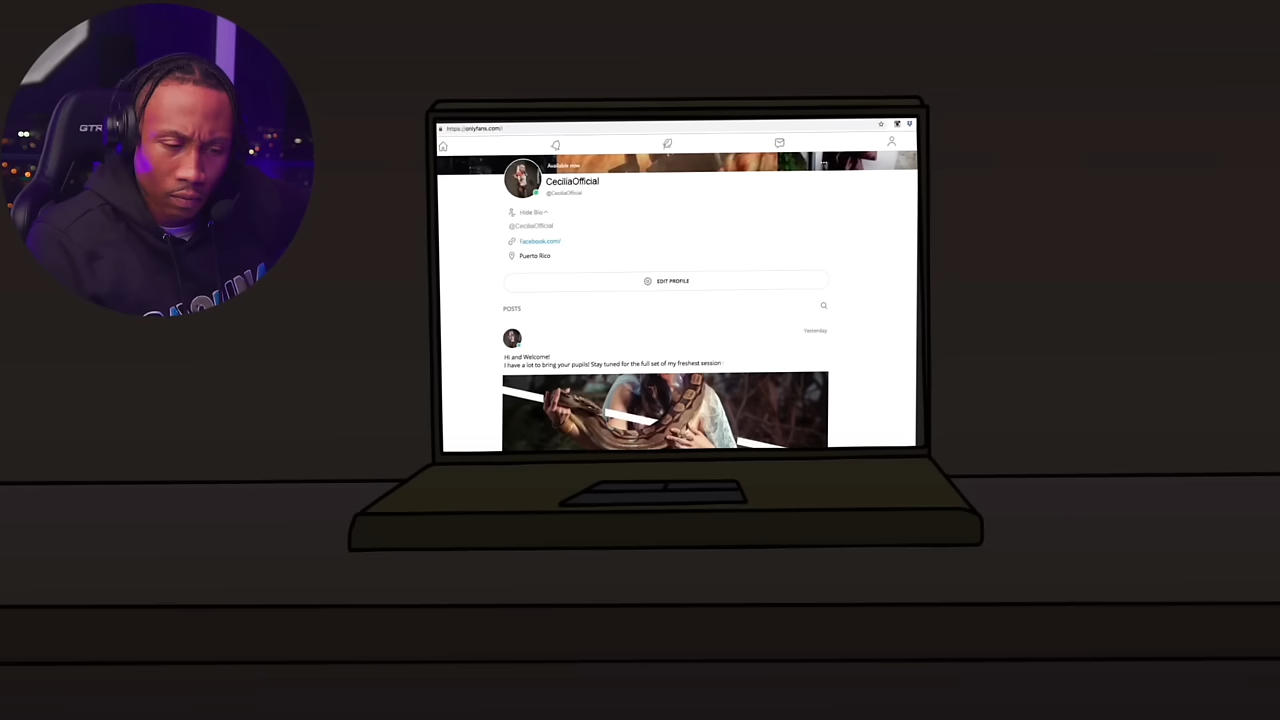 GTR
https://onlyfans.com/
Available now
CeciliaOfficial
@CeciliaOfficial
Hide Bio
@CeciliaOfficial
Facebook.com/
Puerto Rico
EDIT PROFILE
POSTS
Yesterday
Hi and Welcome!
I have a lot to bring your pupils! Stay tuned for the full set of my freshest session